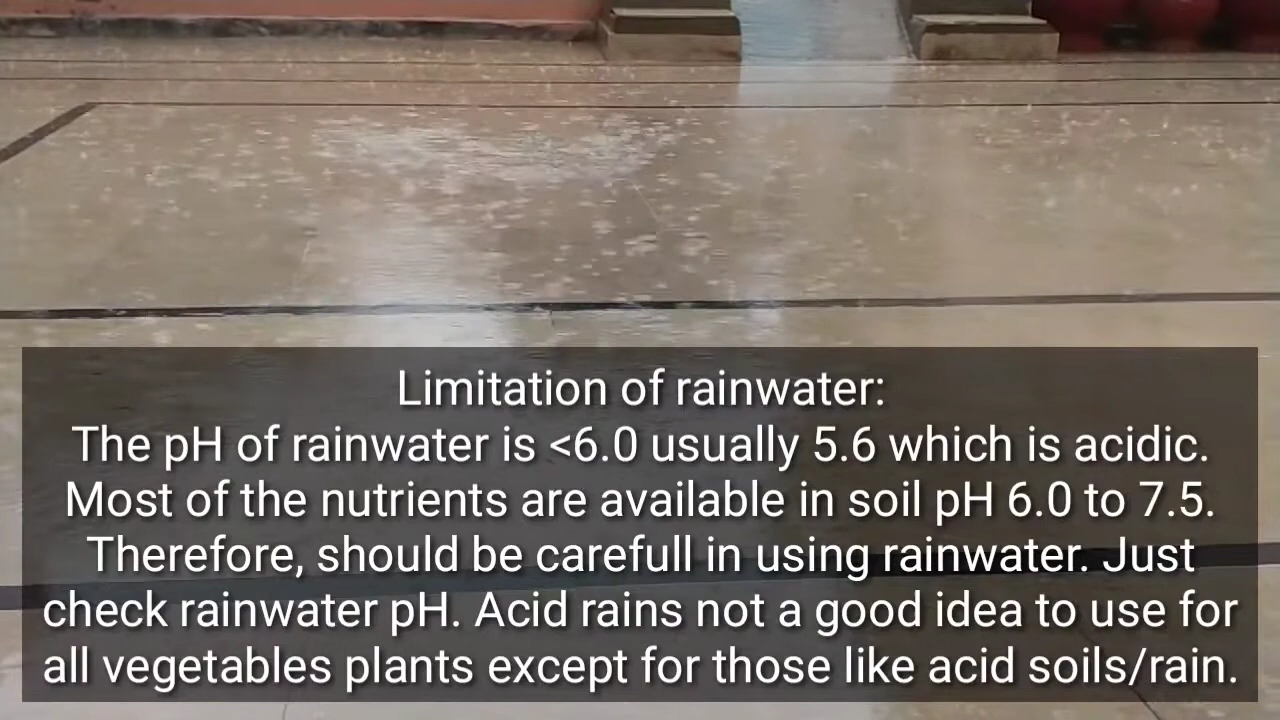 Limitation of rainwater:
The pH of rainwater is <6.0 usually 5.6 which is acidic.
Most of the nutrients are available in soil pH 6.0 to 7.5.
Therefore, should be carefull in using rainwater. Just
check rainwater pH. Acid rains not a good idea to use for
all vegetables plants except for those like acid soils/rain.